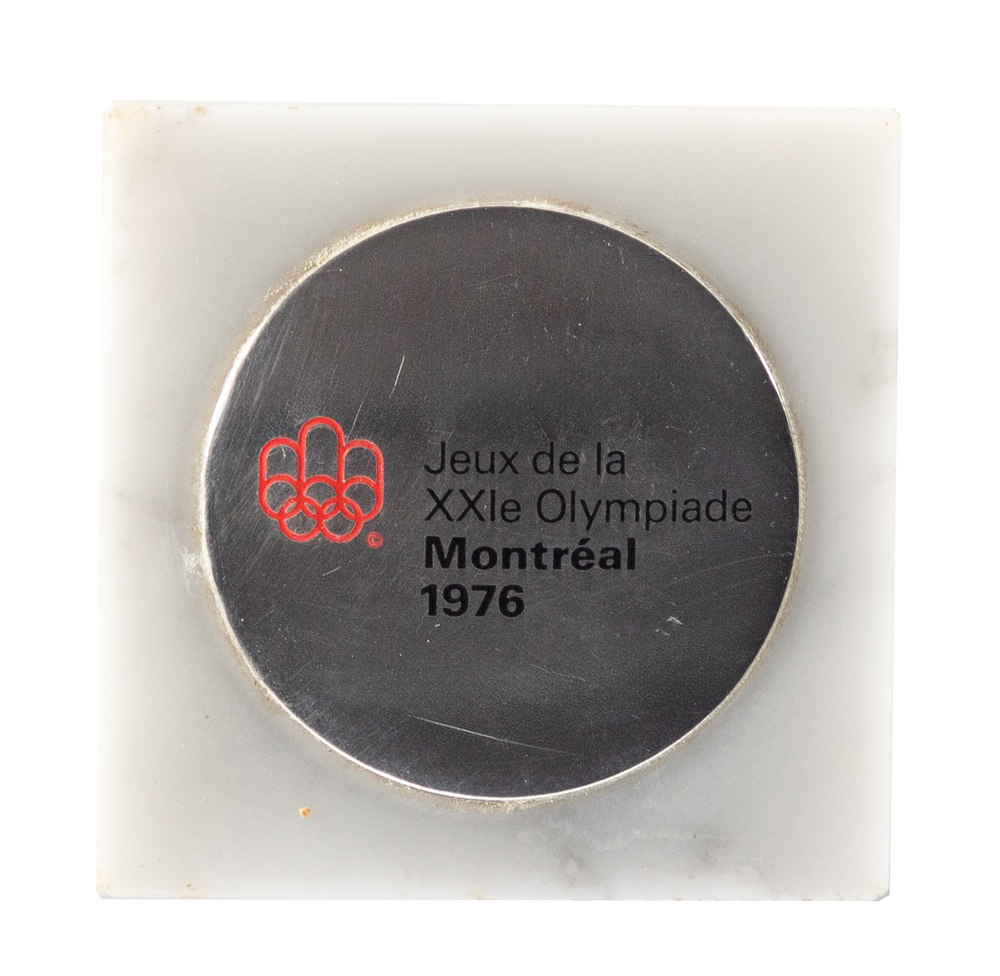 Jeux de la
XXIe Olympiade
Montréal
1976
©